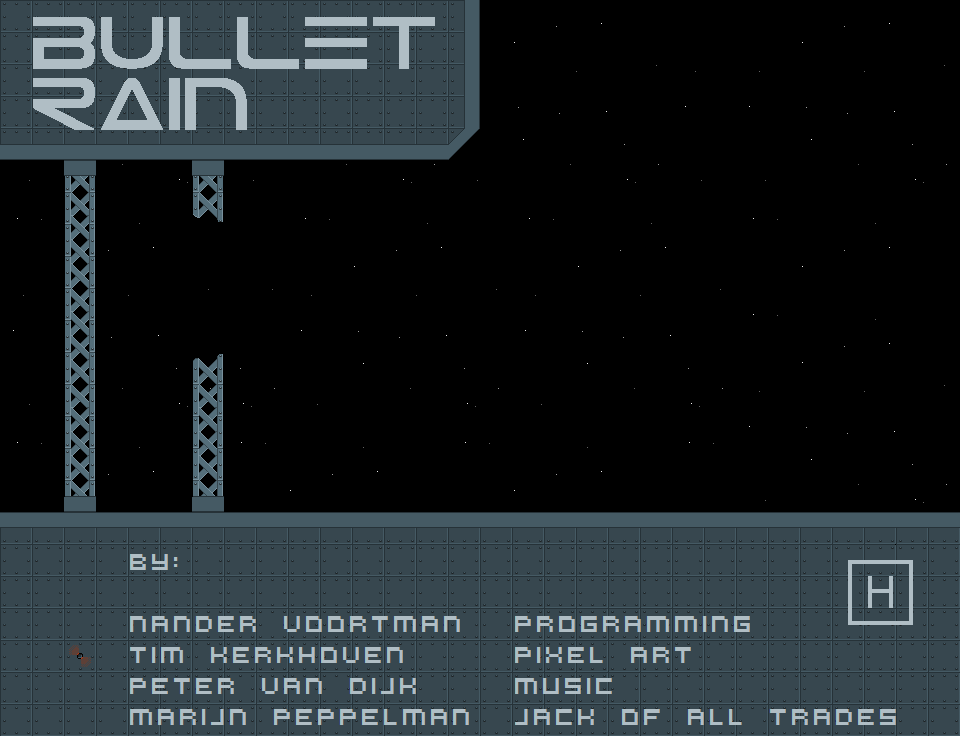 BULLET
RAIN
BY:
H
NANDER VOORTMAN PROGRAMMING
TIM KERKHOVEN PIXEL ART
PETER VAN DIJK MUSIC
MARIJN PEPPELMAN JACK OF ALL TRADES